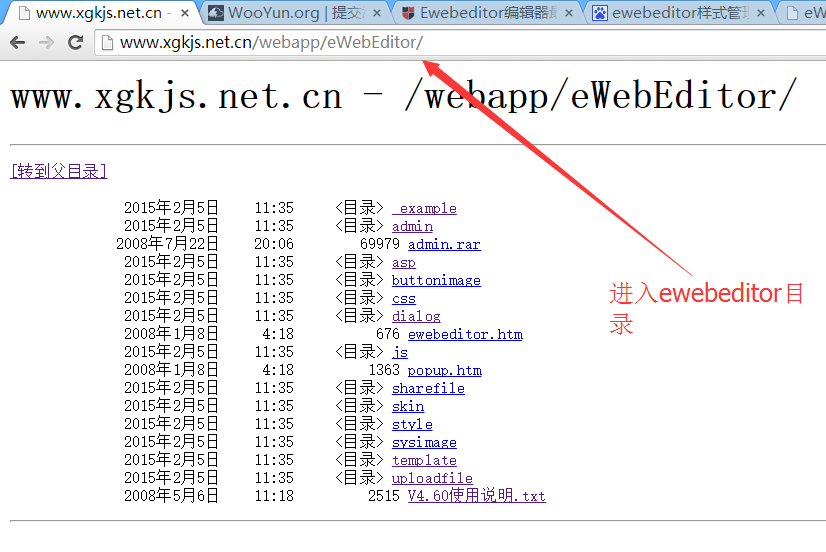 www.xgkjs.net.cn -
WooYun.org | 提交
Ewebeditor编辑器
ewebeditor样式管
eW
www.xgkjs.net.cn/webapp/eWebEditor/
www.xgkjs.net.cn - /webapp/eWebEditor/
[转到父目录]
2015年2月5日 11:35 <目录> _example
2015年2月5日 11:35 <目录> admin
2008年7月22日 20:06 69979 admin.rar
2015年2月5日 11:35 <目录> asp
2015年2月5日 11:35 <目录> buttonimage
2015年2月5日 11:35 <目录> css
2015年2月5日 11:35 <目录> dialog
2008年1月8日 4:18 676 ewebeditor.htm
2015年2月5日 11:35 <目录> js
2008年1月8日 4:18 1363 popup.htm
2015年2月5日 11:35 <目录> sharefile
2015年2月5日 11:35 <目录> skin
2015年2月5日 11:35 <目录> style
2015年2月5日 11:35 <目录> sysimage
2015年2月5日 11:35 <目录> template
2015年2月5日 11:35 <目录> uploadfile
2008年5月6日 11:18 2515 V4.60使用说明.txt
进入ewebeditor目
录